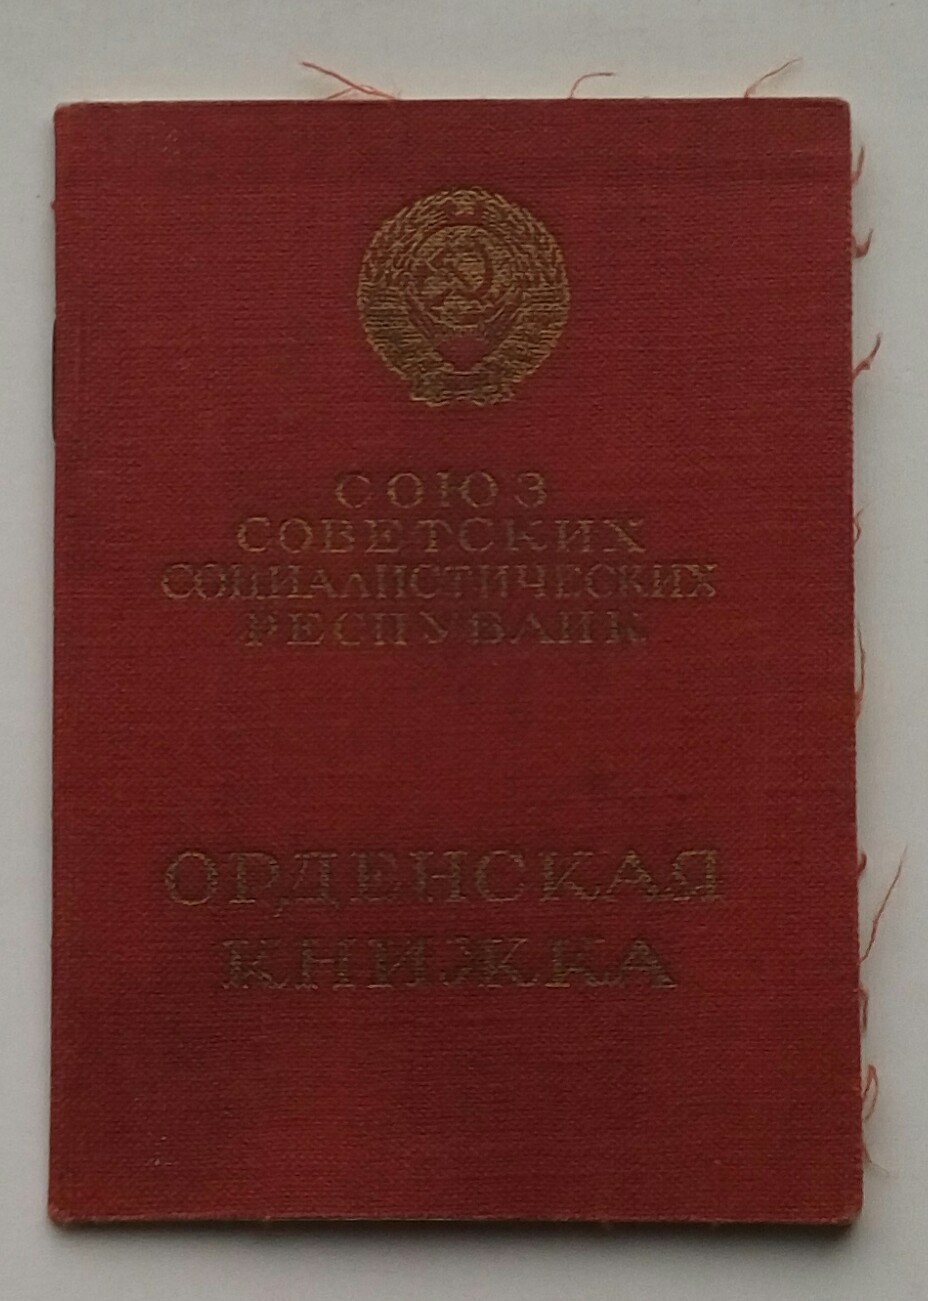 СОЮЗ
СОВЕТСКИХ
СОЦИАЛИСТИЧЕСКИХ
РЕСПУБЛИК
ОРДЕНСКАЯ
КНИЖКА